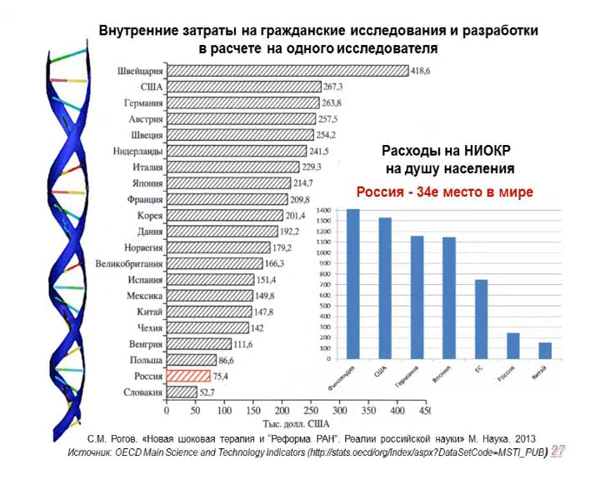 Внутренние затраты на гражданские исследования и разработки
в расчете на одного исследователя
Швейцария 418,6
США 267,3
Германия 263,8
Австрия 257,5
Швеция 254,2
Нидерланды 241,5
Италия 229,3
Япония 214,7
Франция 209,8
Корея 201,4
Дания 192,2
Норвегия 179,2
Великобритания 166,3
Испания 151,4
Мексика 149,8
Китай 147,8
Чехия 142
Венгрия 111,6
Польша 86,6
Россия 75,4
Словакия 52,7
0 50 100 150 200 250 300 350 400 450
Тыс. долл. США
Расходы на НИОКР
на душу населения
Россия - 34е место в мире
1400
1300
1200
1100
1000
900
800
700
600
500
400
300
200
100
0
Финляндия США Германия Япония ЕС Россия Китай
С.М. Рогов. «Новая шоковая терапия и "Реформа РАН". Реалии российской науки» М. Наука. 2013
Источник: OECD Main Science and Technology Indicators (http://stats.oecd/org/Index/aspx?DataSetCode=MSTI_PUB) 27